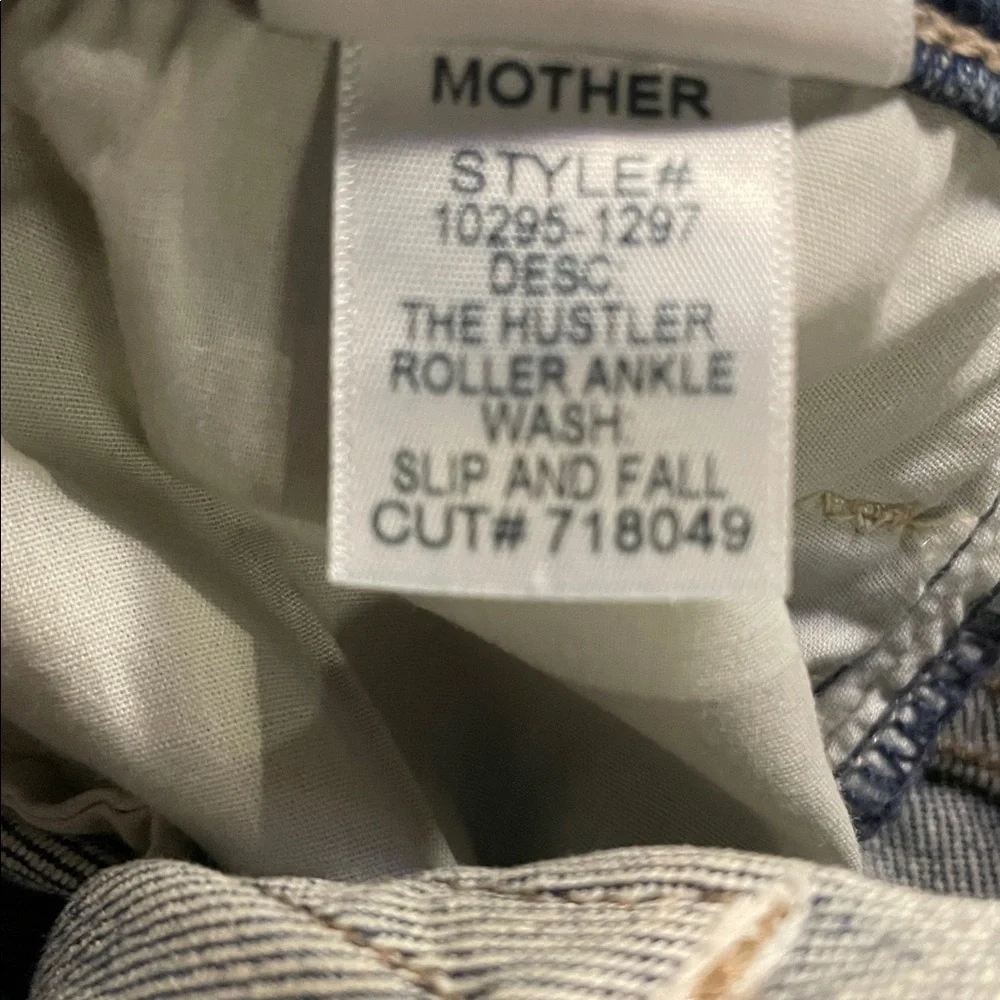 MOTHER
STYLE#
10295-1297
DESC:
THE HUSTLER
ROLLER ANKLE
WASH:
SLIP AND FALL
CUT# 718049